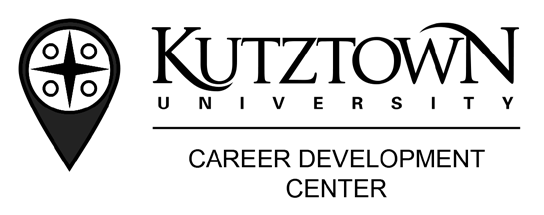 KUTZTOWN
UNIVERSITY
CAREER DEVELOPMENT
CENTER